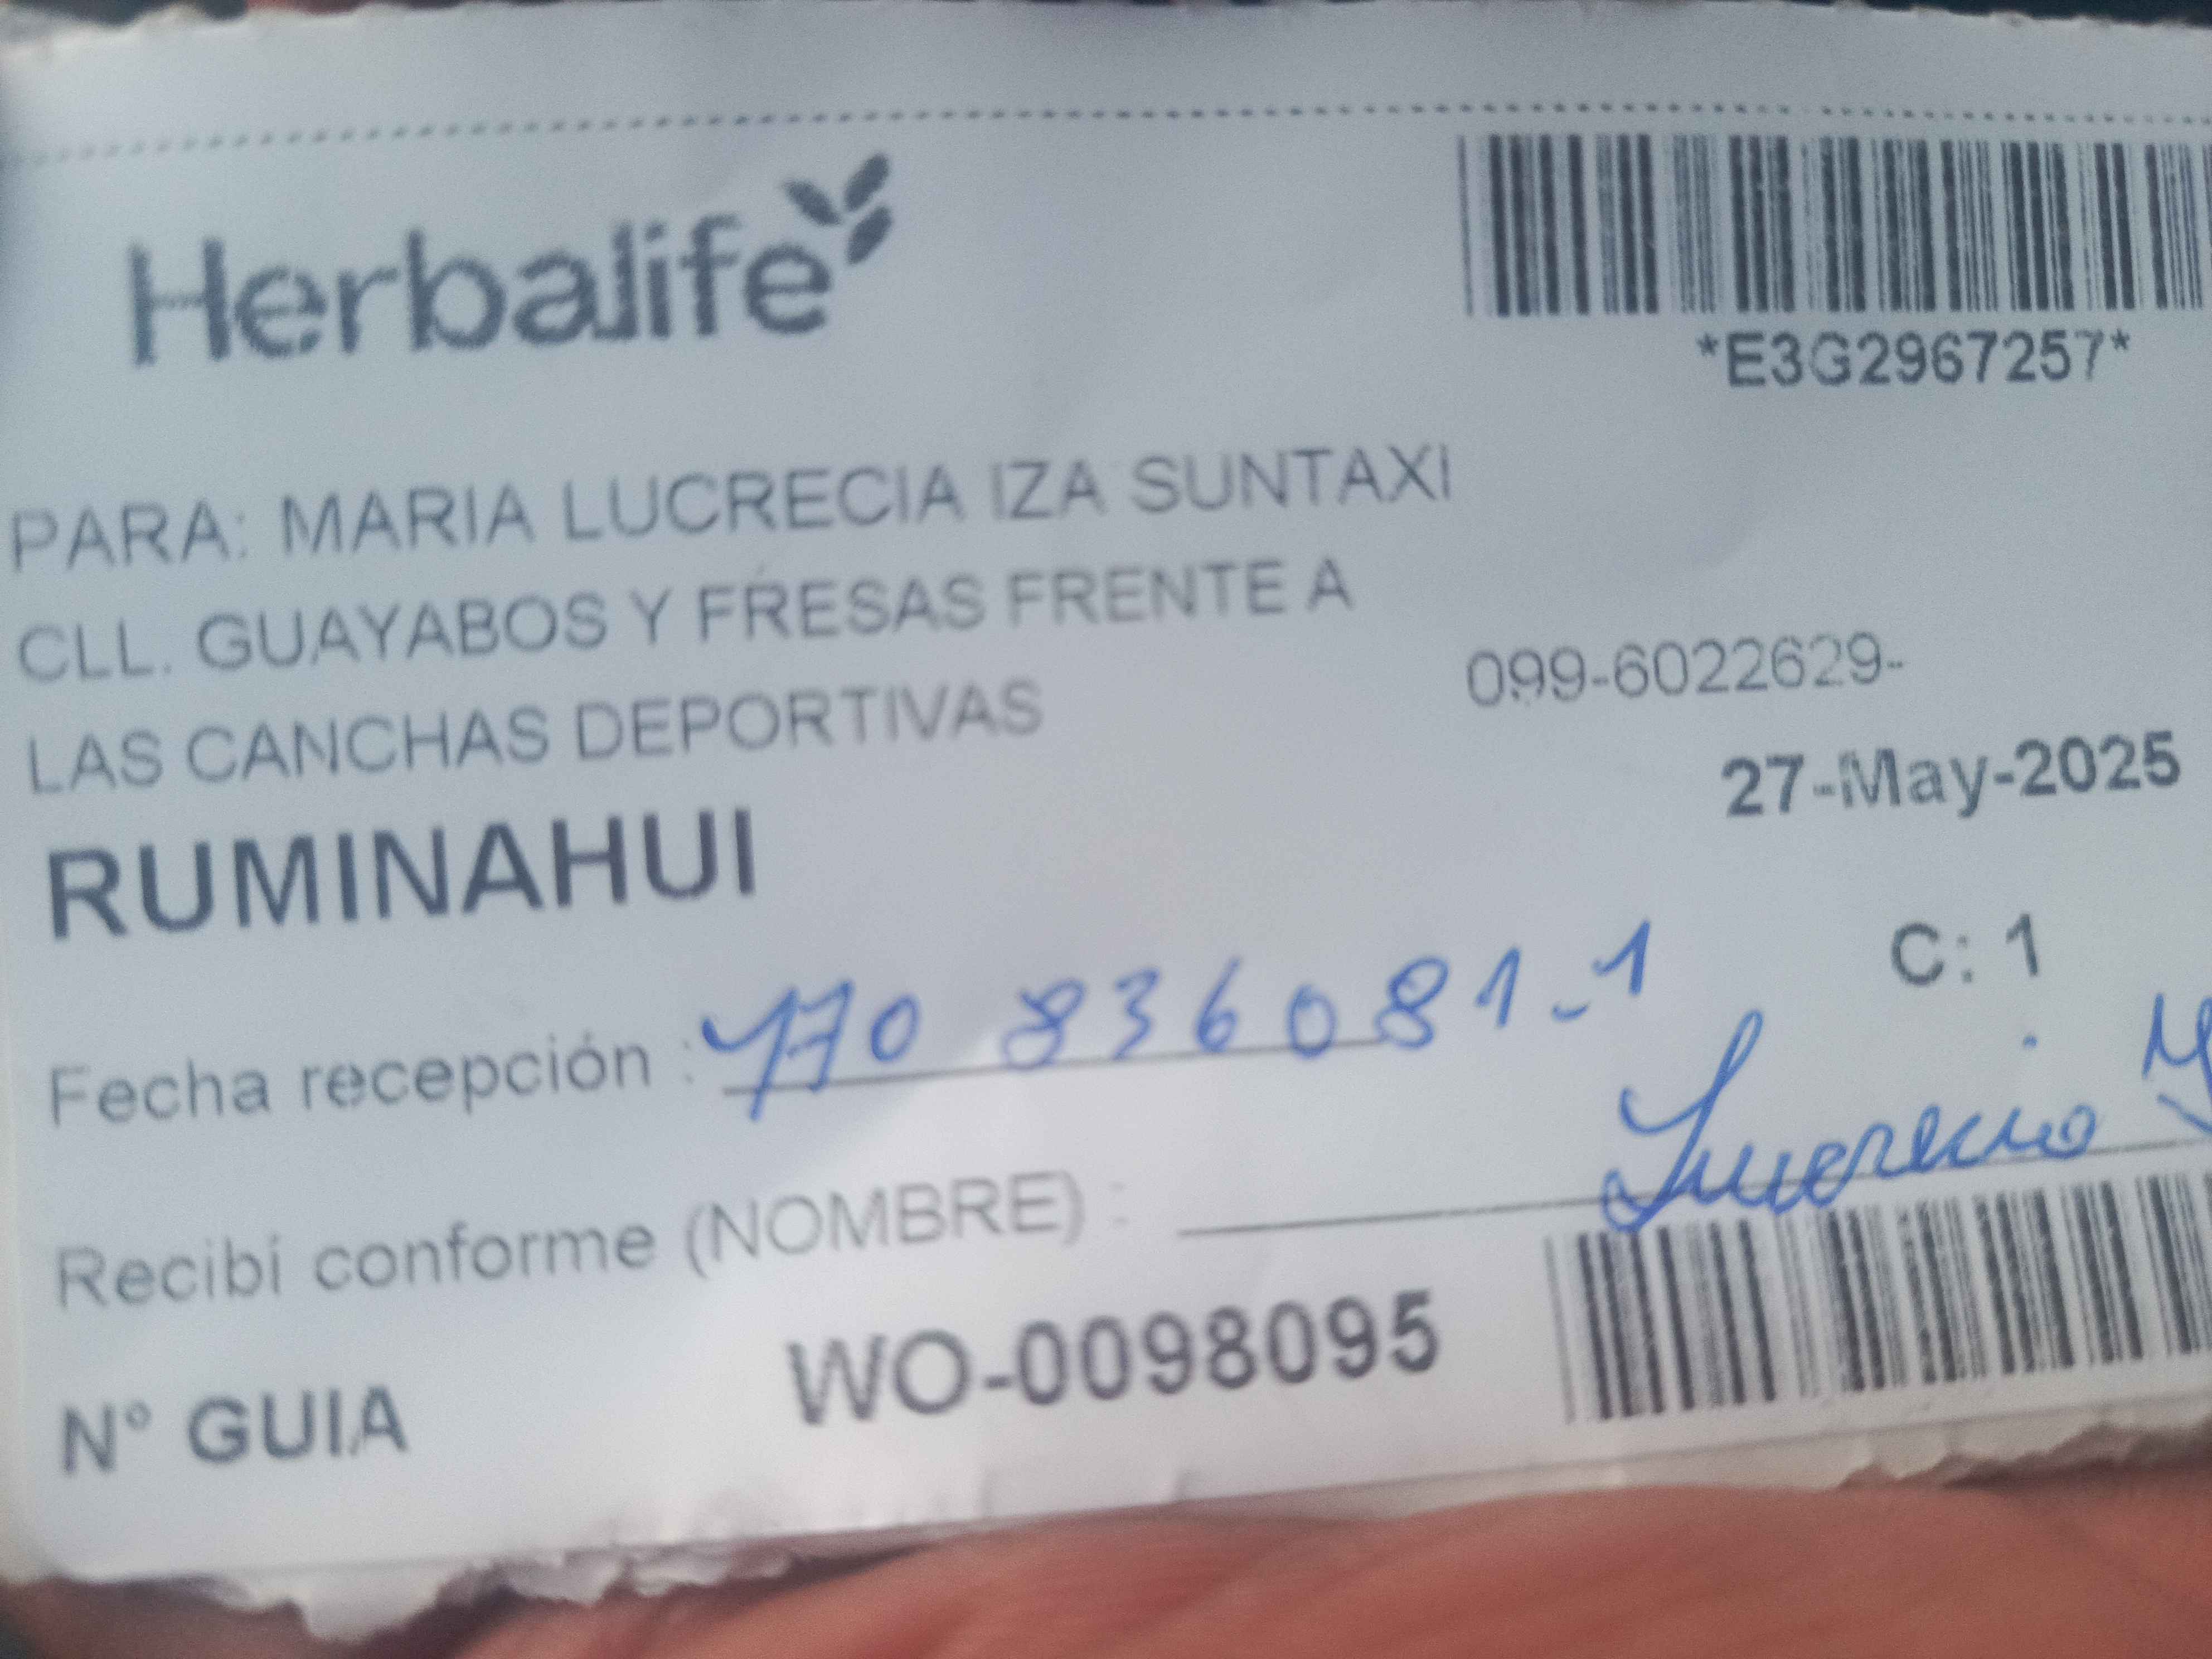 Herbalife
*E3G2967257*
PARA: MARIA LUCRECIA IZA SUNTAXI
CLL. GUAYABOS Y FRESAS FRENTE A
LAS CANCHAS DEPORTIVAS
099-6022629-
27-May-2025
RUMINAHUI
C: 1
Fecha recepción : 170 836081-1
Recibí conforme (NOMBRE) : Lucrecia
N° GUIA WO-0098095